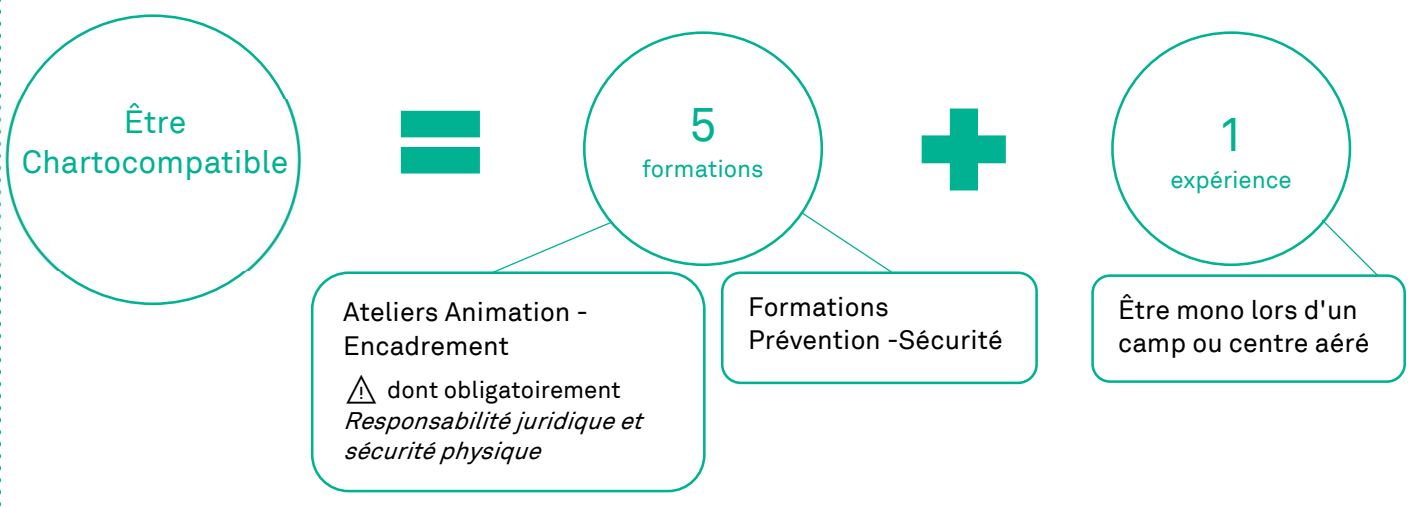 Être
Chartocompatible
5
formations
1
expérience
Ateliers Animation -
Encadrement
dont obligatoirement
Responsabilité juridique et
sécurité physique
Formations
Prévention -Sécurité
Être mono lors d'un
camp ou centre aéré